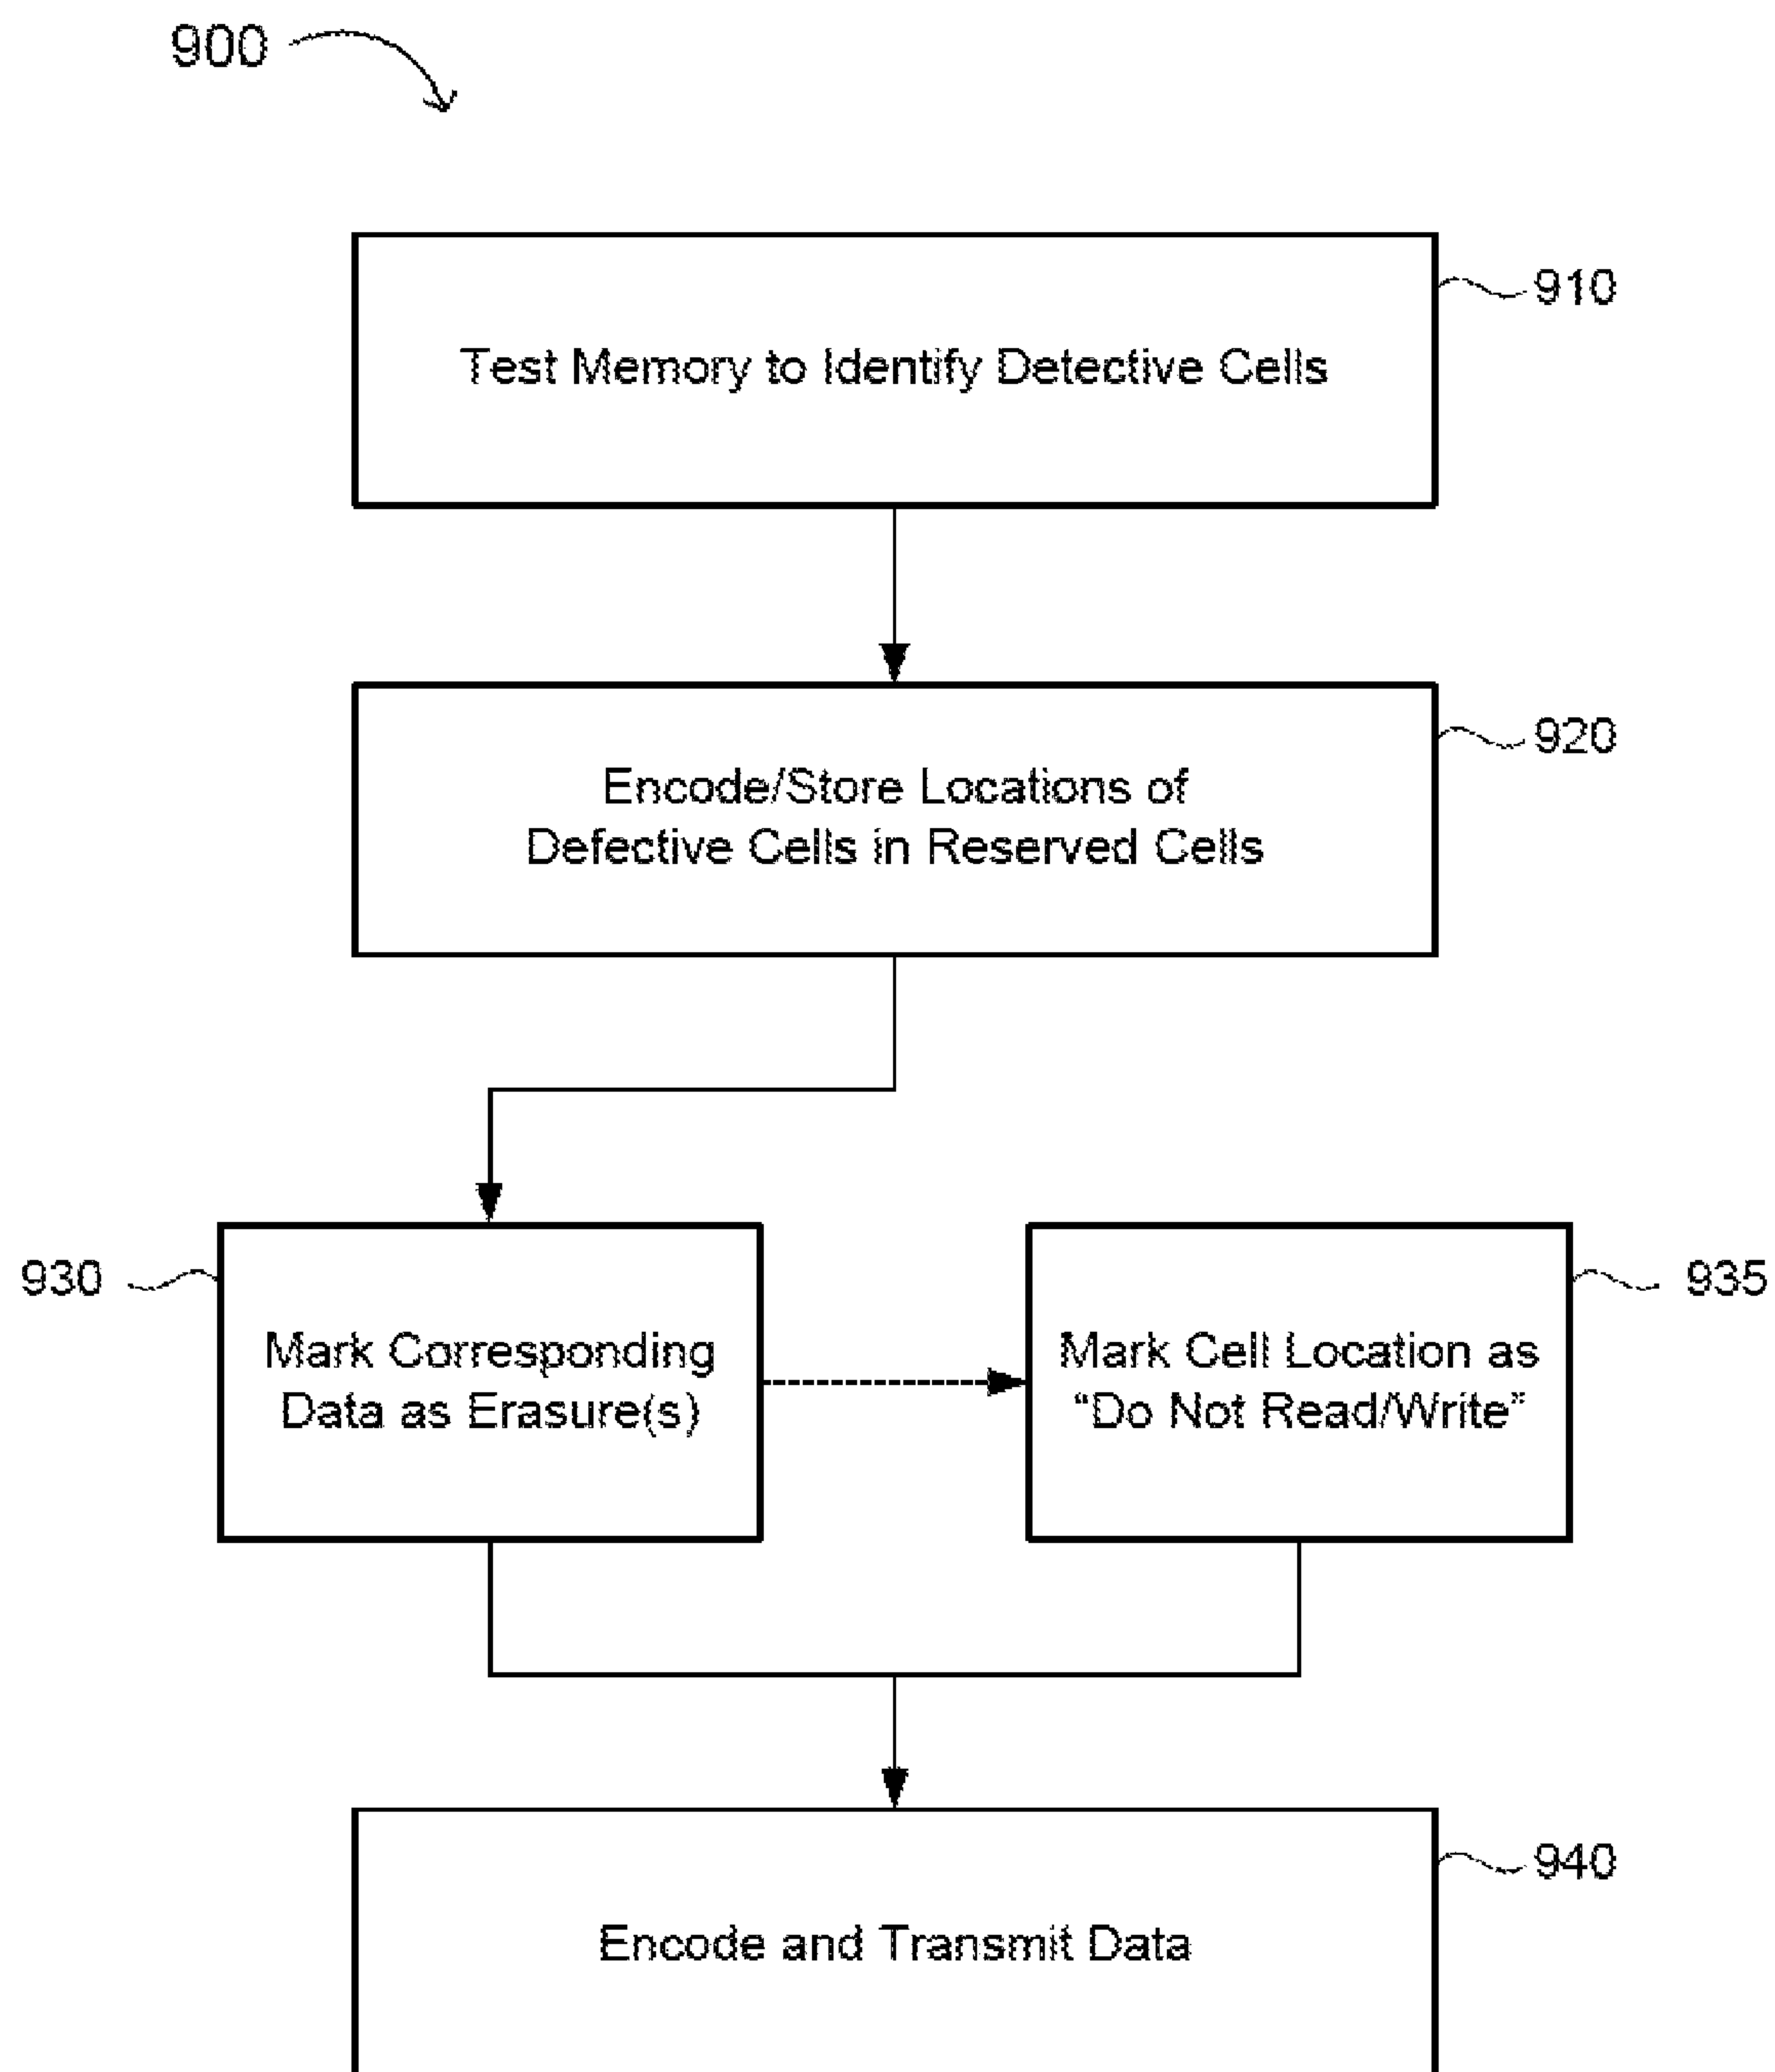 900
910
Test Memory to Identify Detective Cells
920
Encode/Store Locations of
Defective Cells in Reserved Cells
930
935
Mark Corresponding
Data as Erasure(s)
Mark Cell Location as
“Do Not Read/Write”
940
Encode and Transmit Data